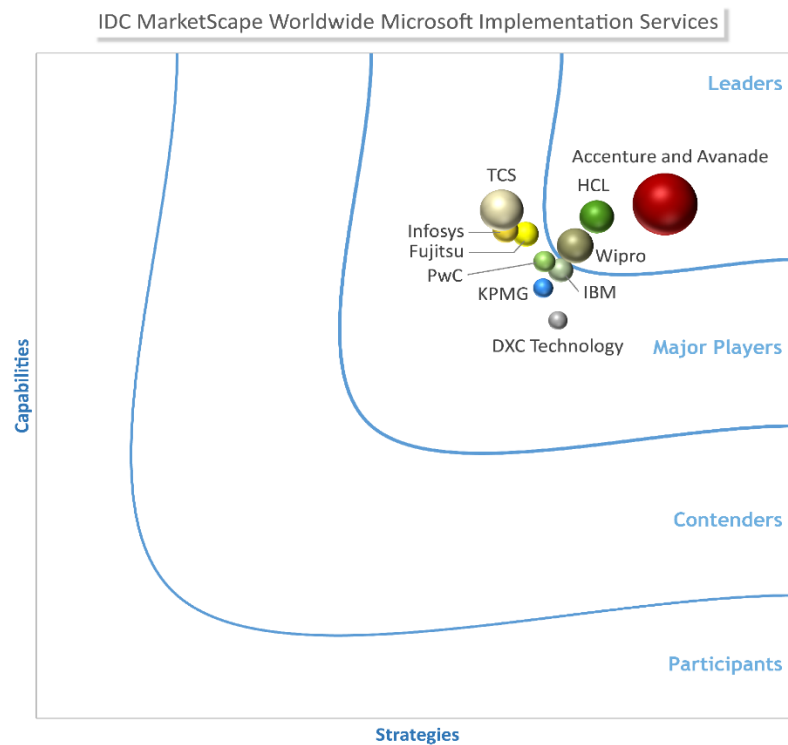 IDC MarketScape Worldwide Microsoft Implementation Services
Leaders
Accenture and Avanade
TCS
HCL
Infosys
Fujitsu
Wipro
PwC
KPMG
IBM
DXC Technology
Major Players
Capabilities
Contenders
Participants
Strategies